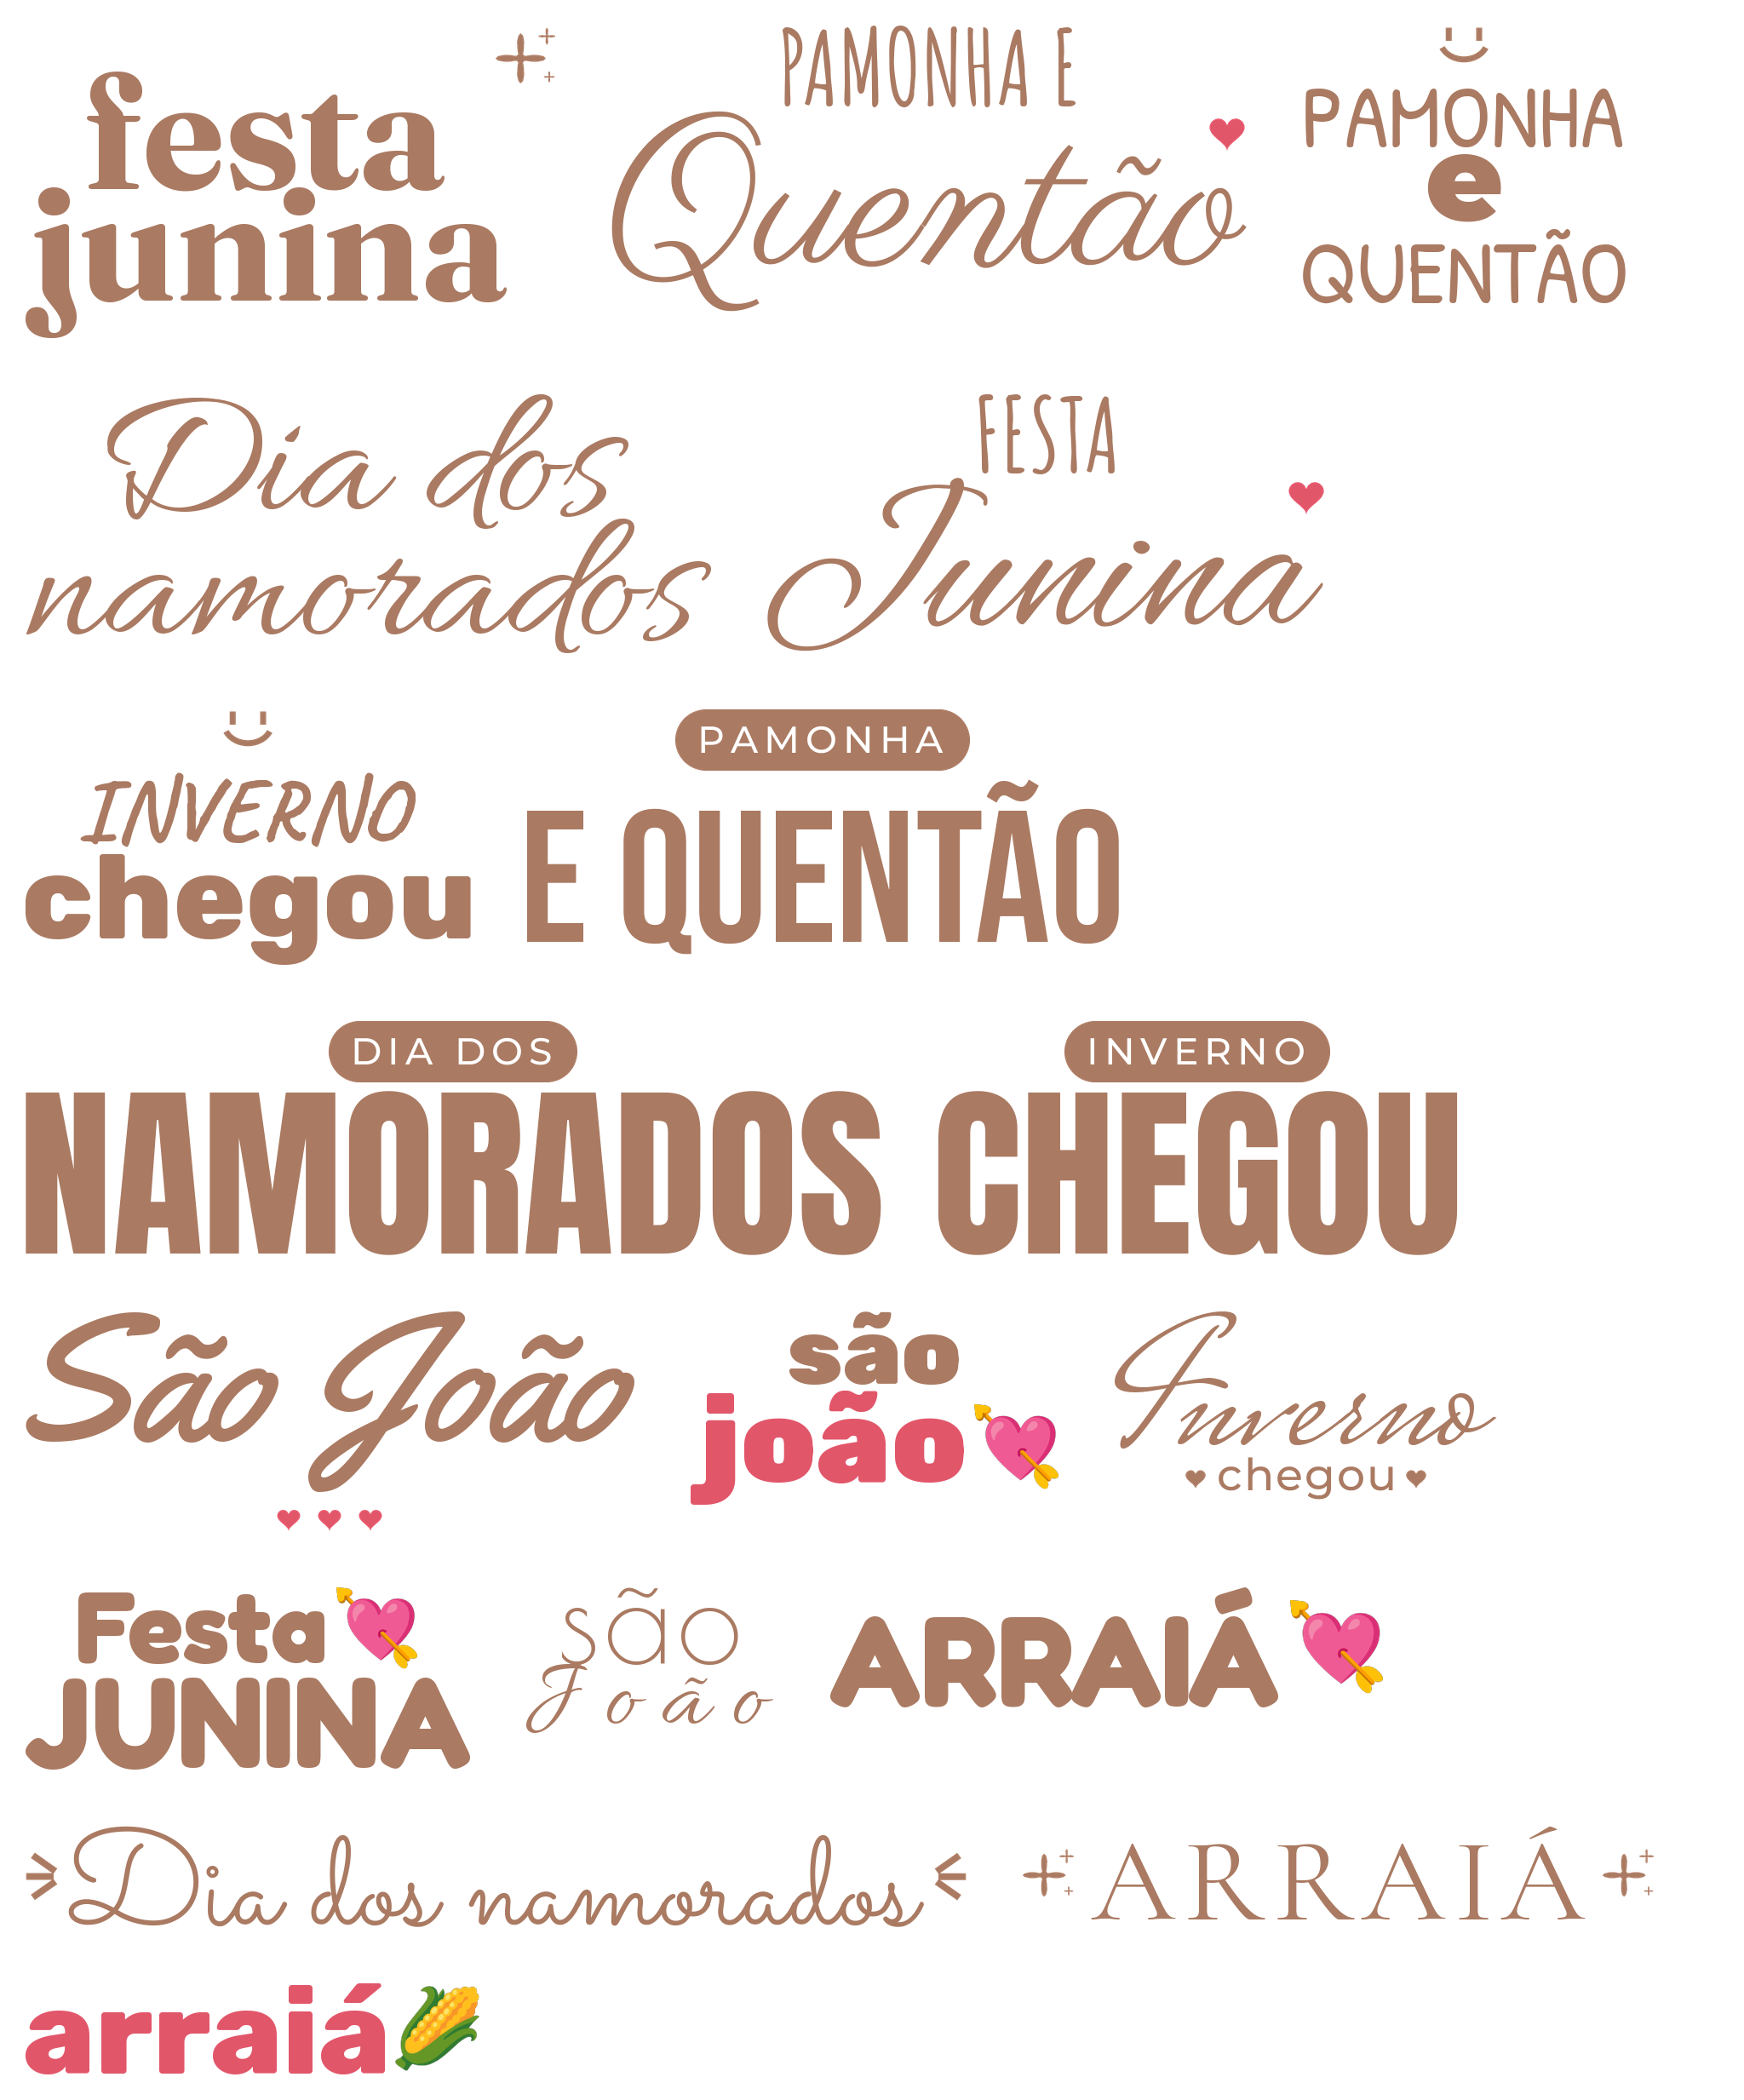 festa
junina
PAMONHA E
Quentão
PAMONHA
e
QUENTÃO
Dia dos
namorados
FESTA
Junina
INVERNO
chegou
PAMONHA
E QUENTÃO
DIA DOS
NAMORADOS
INVERNO
CHEGOU
São João
são
joão
Inverno
chegou
Festa
JUNINA
são
João
ARRAIÁ
Dia dos namorados
ARRAIÁ
arraiá